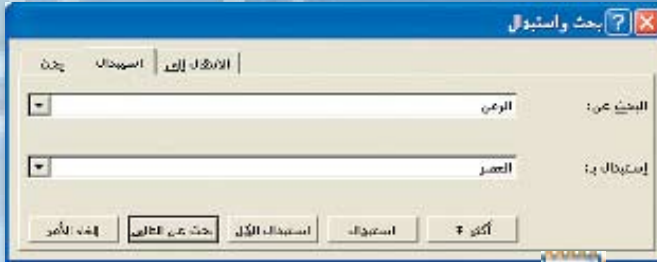 بحث واستبدال
بحث استبدال الانتقال إلى
البحث عن: الزمن
إستبدال بـ: العصر
أكثر استبدال استبدال الكل بحث عن التالي إلغاء الأمر